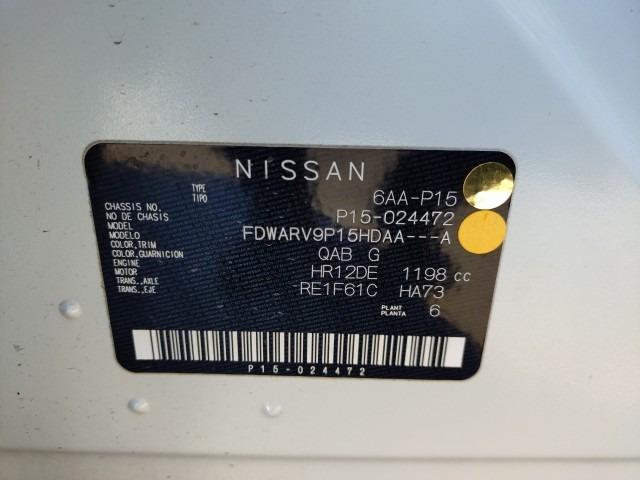 NISSAN
TYPE 6AA-P15
TIPO
CHASSIS NO. P15-024472
NO DE CHASIS
MODEL FDWARV9P15HDAA---A
MODELO
COLOR,TRIM QAB G
COLOR,GUARNICION
ENGINE HR12DE 1198 cc
MOTOR
TRANS.,AXLE RE1F61C HA73
TRANS.,EJE
PLANT 6
PLANTA
P15-024472